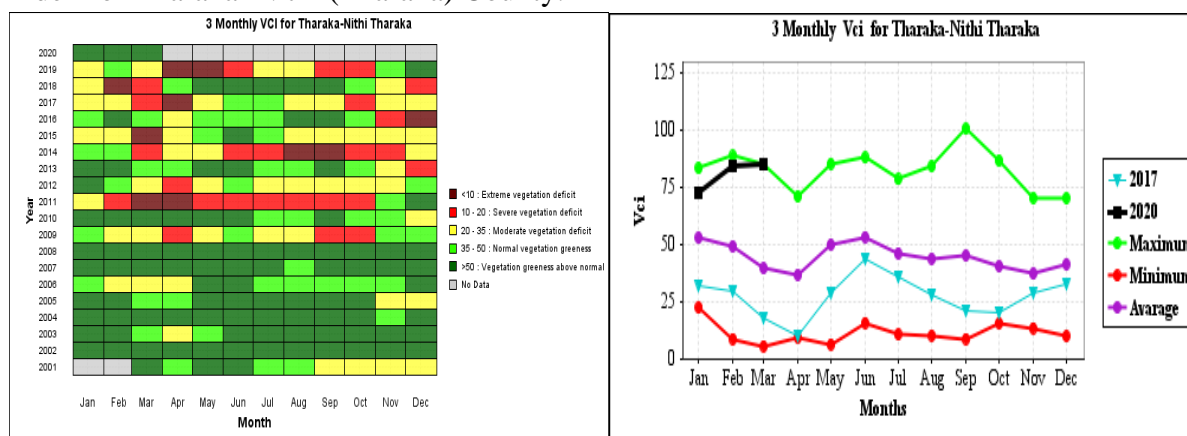 3 Monthly VCI for Tharaka-Nithi Tharaka
2020
2019
2018
2017
2016
2015
2014
2013
2012
2011
2010
2009
2008
2007
2006
2005
2004
2003
2002
2001
Year
Jan Feb Mar Apr May Jun Jul Aug Sep Oct Nov Dec
Month
<10 : Extreme vegetation deficit
10 - 20 : Severe vegetation deficit
20 - 35 : Moderate vegetation deficit
35 - 50 : Normal vegetation greeness
>50 : Vegetation greeness above normal
No Data
3 Monthly Vci for Tharaka-Nithi Tharaka
125
100
75
50
25
0
Vci
Jan Feb Mar Apr May Jun Jul Aug Sep Oct Nov Dec
Months
2017
2020
Maximum
Minimum
Avarage